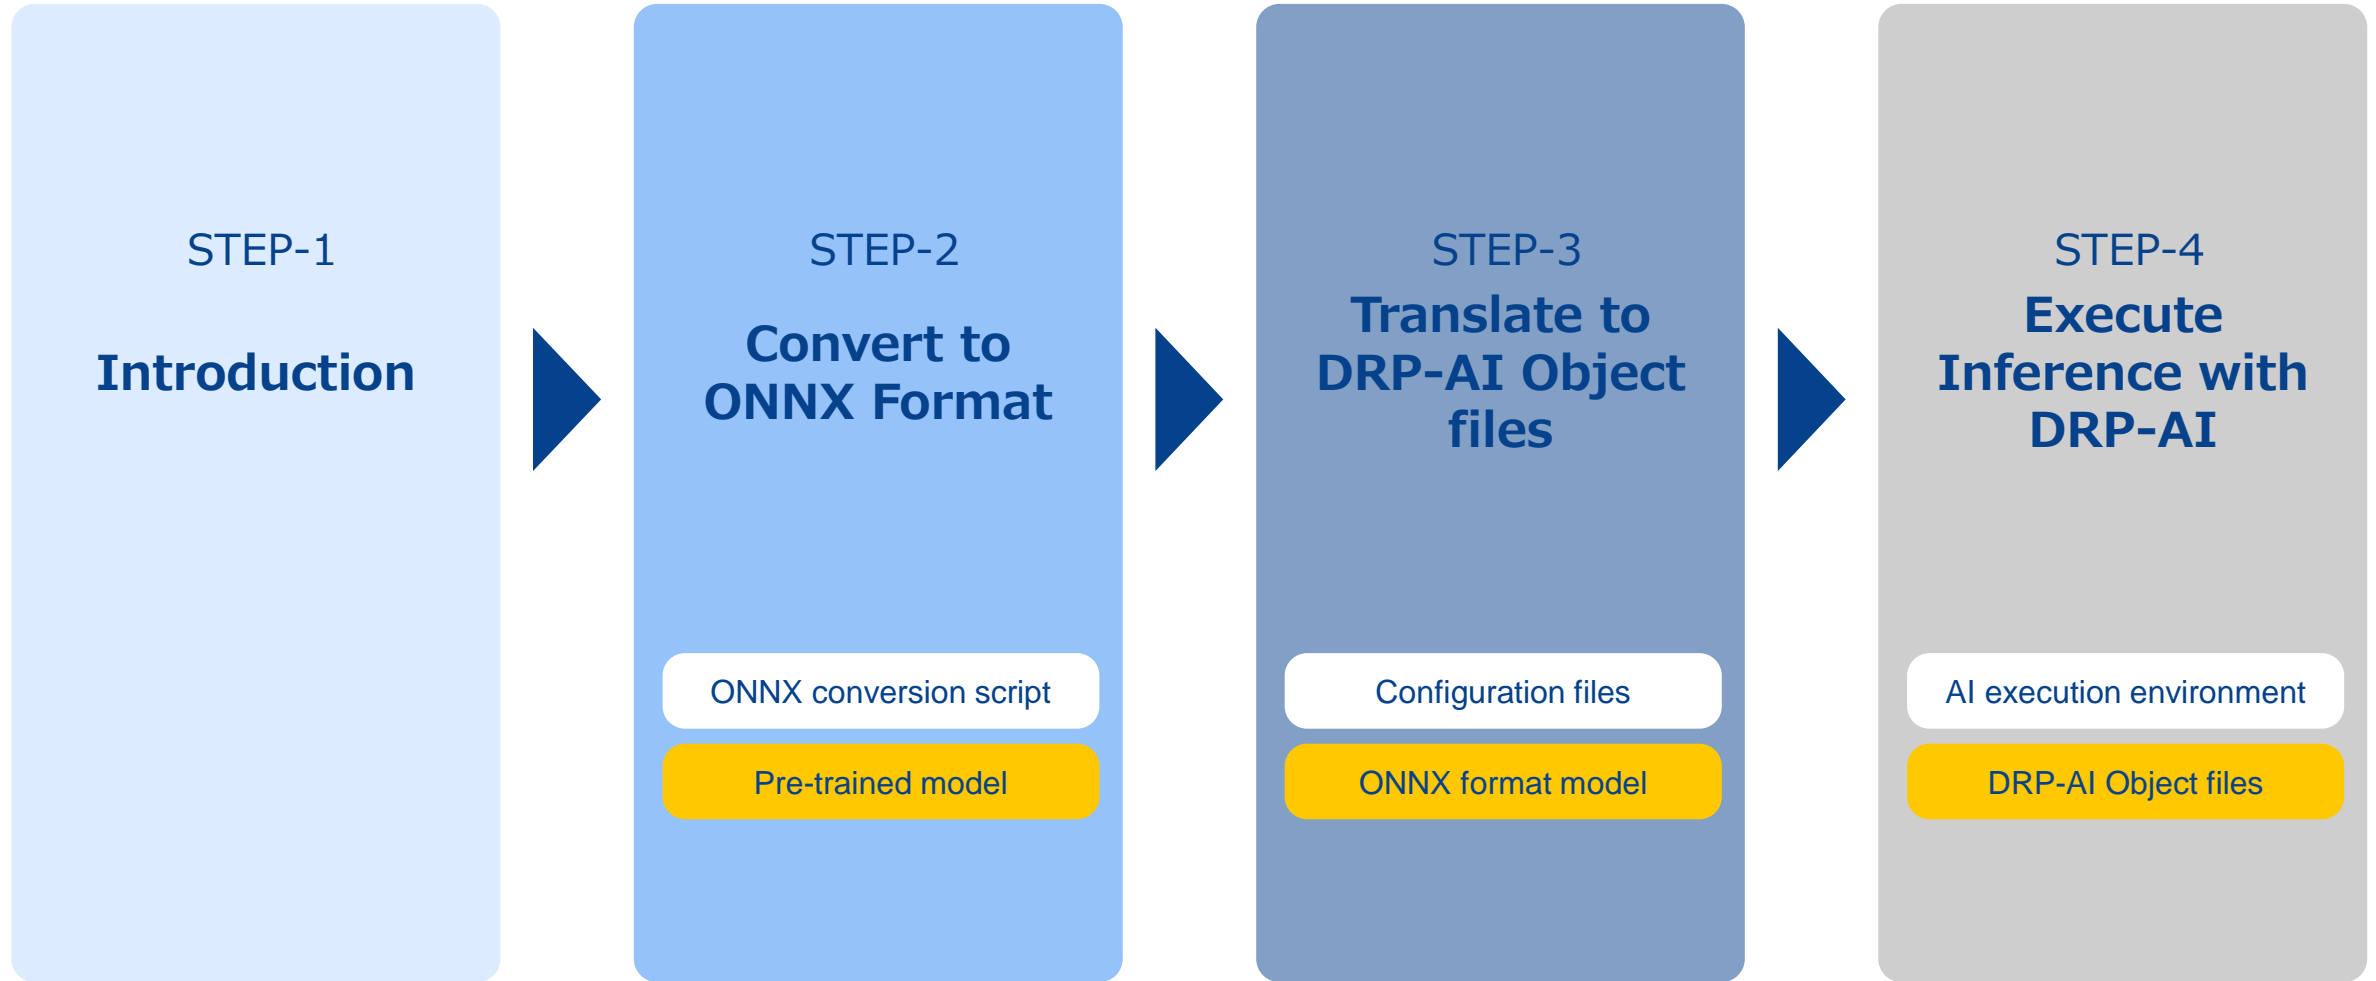 STEP-1
Introduction
STEP-2
Convert to
ONNX Format
ONNX conversion script
Pre-trained model
STEP-3
Translate to
DRP-AI Object
files
Configuration files
ONNX format model
STEP-4
Execute
Inference with
DRP-AI
AI execution environment
DRP-AI Object files